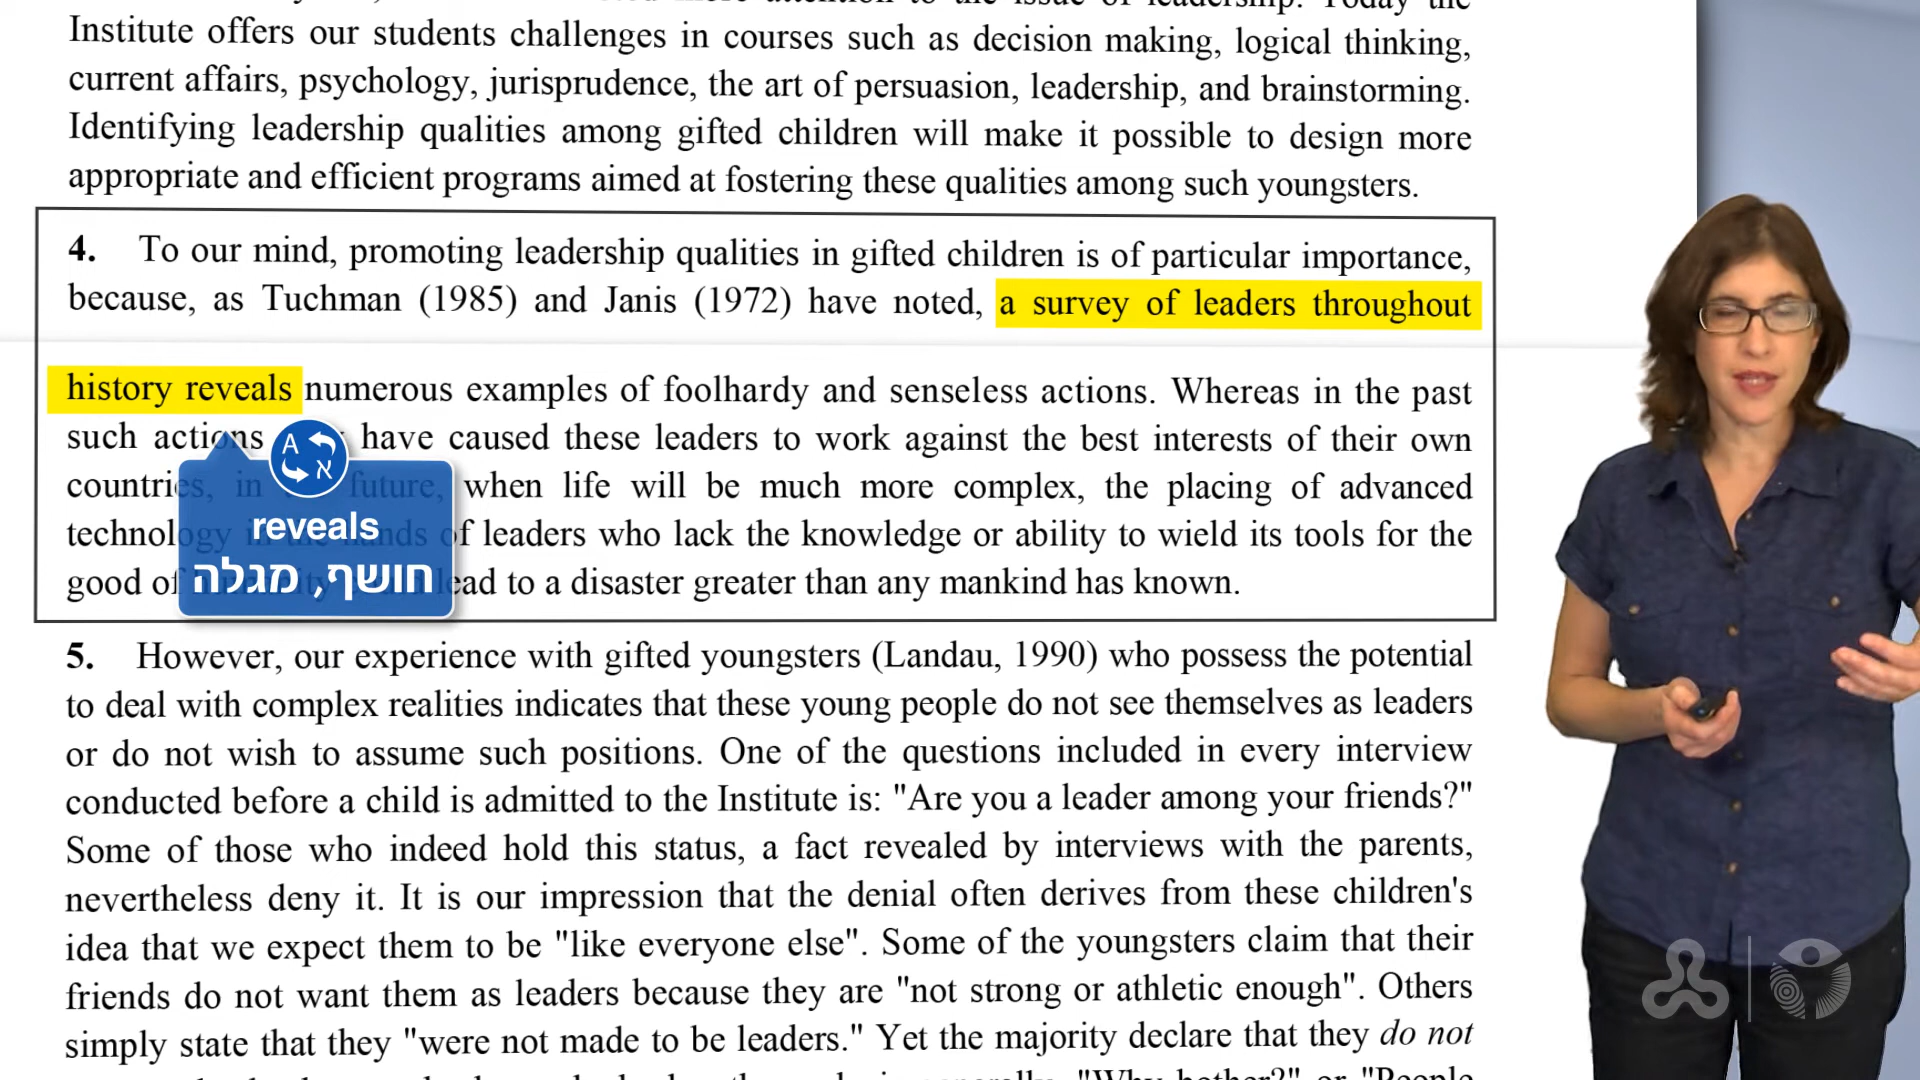 Institute offers our students challenges in courses such as decision making, logical thinking,
current affairs, psychology, jurisprudence, the art of persuasion, leadership, and brainstorming.
Identifying leadership qualities among gifted children will make it possible to design more
appropriate and efficient programs aimed at fostering these qualities among such youngsters.
4. To our mind, promoting leadership qualities in gifted children is of particular importance,
because, as Tuchman (1985) and Janis (1972) have noted, a survey of leaders throughout
history reveals numerous examples of foolhardy and senseless actions. Whereas in the past
such actions have caused these leaders to work against the best interests of their own
countries, in future, when life will be much more complex, the placing of advanced
technology in the hands of leaders who lack the knowledge or ability to wield its tools for the
good of lead to a disaster greater than any mankind has known.
A א
reveals
חושף, מגלה
5. However, our experience with gifted youngsters (Landau, 1990) who possess the potential
to deal with complex realities indicates that these young people do not see themselves as leaders
or do not wish to assume such positions. One of the questions included in every interview
conducted before a child is admitted to the Institute is: "Are you a leader among your friends?"
Some of those who indeed hold this status, a fact revealed by interviews with the parents,
nevertheless deny it. It is our impression that the denial often derives from these children's
idea that we expect them to be "like everyone else". Some of the youngsters claim that their
friends do not want them as leaders because they are "not strong or athletic enough". Others
simply state that they "were not made to be leaders." Yet the majority declare that they do not